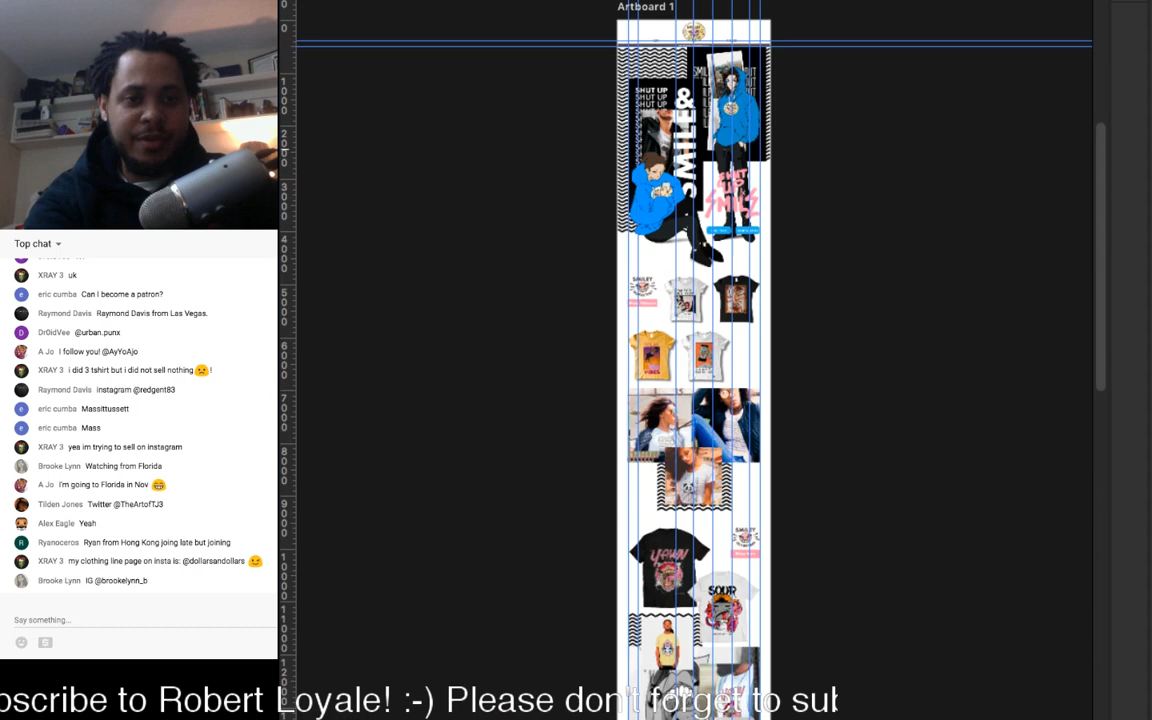 Artboard 1
Top chat
XRAY 3 uk
eric cumba Can I become a patron?
Raymond Davis Raymond Davis from Las Vegas.
Dr0idVee @urban.punx
A Jo I follow you! @AyYoAjo
XRAY 3 i did 3 tshirt but i did not sell nothing !
Raymond Davis instagram @redgent83
eric cumba Massittussett
eric cumba Mass
XRAY 3 yea im trying to sell on instagram
Brooke Lynn Watching from Florida
A Jo I'm going to Florida in Nov
Tilden Jones Twitter @TheArtofTJ3
Alex Eagle Yeah
Ryanoceros Ryan from Hong Kong joing late but joining
XRAY 3 my clothing line page on insta is: @dollarsanddollars
Brooke Lynn IG @brookelynn_b
Say something...
SHUT UP
SHUT UP
SHUT UP
SMILE &
SHUT
UP &
SMILE
SMILEY
YAWN
SOUR
bscribe to Robert Loyale! :-) Please don't forget to sub